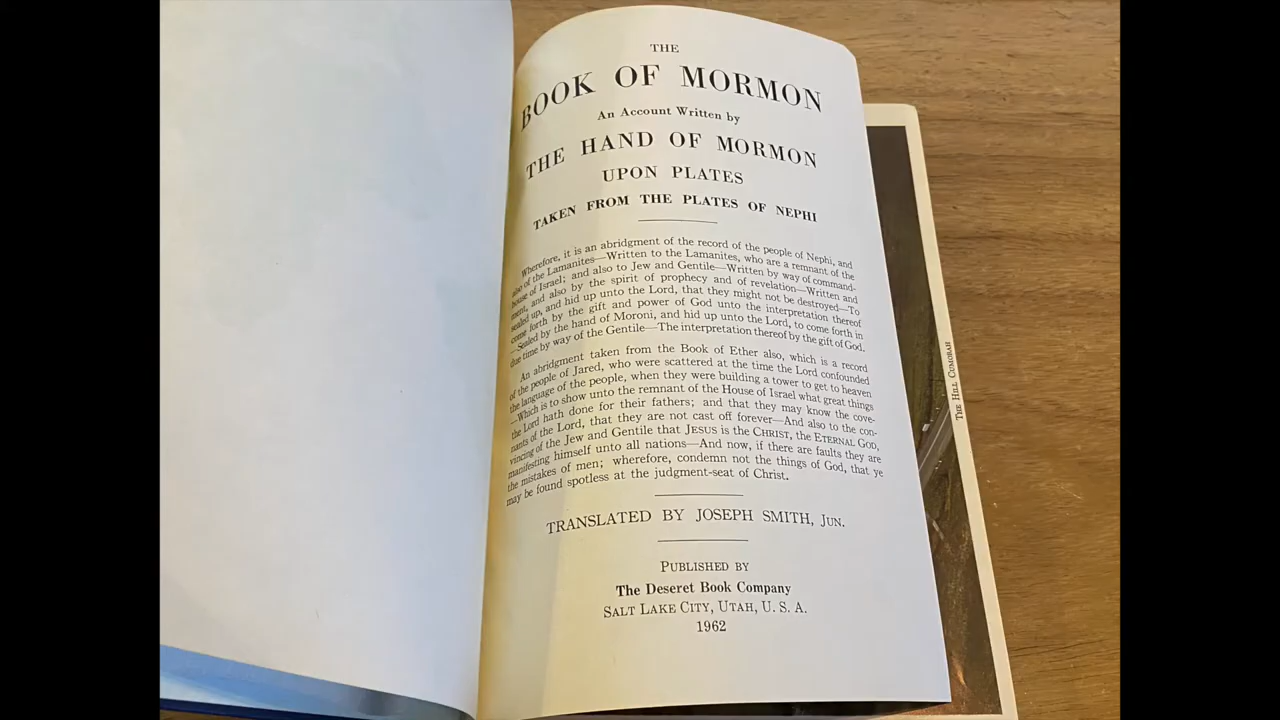 THE
BOOK OF MORMON
An Account Written by
THE HAND OF MORMON
UPON PLATES
TAKEN FROM THE PLATES OF NEPHI
Wherefore, it is an abridgment of the record of the people of Nephi, and
also of the Lamanites—Written to the Lamanites, who are a remnant of the
house of Israel; and also to Jew and Gentile—Written by way of command-
ment, and also by the spirit of prophecy and of revelation—Written and
sealed up, and hid up unto the Lord, that they might not be destroyed—To
come forth by the gift and power of God unto the interpretation thereof
—Sealed by the hand of Moroni, and hid up unto the Lord, to come forth in
due time by way of the Gentile—The interpretation thereof by the gift of God.
An abridgment taken from the Book of Ether also, which is a record
of the people of Jared, who were scattered at the time the Lord confounded
the language of the people, when they were building a tower to get to heaven
—Which is to show unto the remnant of the House of Israel what great things
the Lord hath done for their fathers; and that they may know the cove-
nants of the Lord, that they are not cast off forever—And also to the con-
vincing of the Jew and Gentile that JESUS is the CHRIST, the ETERNAL GOD,
manifesting himself unto all nations—And now, if there are faults they are
the mistakes of men; wherefore, condemn not the things of God, that ye
may be found spotless at the judgment-seat of Christ.
TRANSLATED BY JOSEPH SMITH, JUN.
PUBLISHED BY
The Deseret Book Company
SALT LAKE CITY, UTAH, U. S. A.
1962
THE HILL CUMORAH